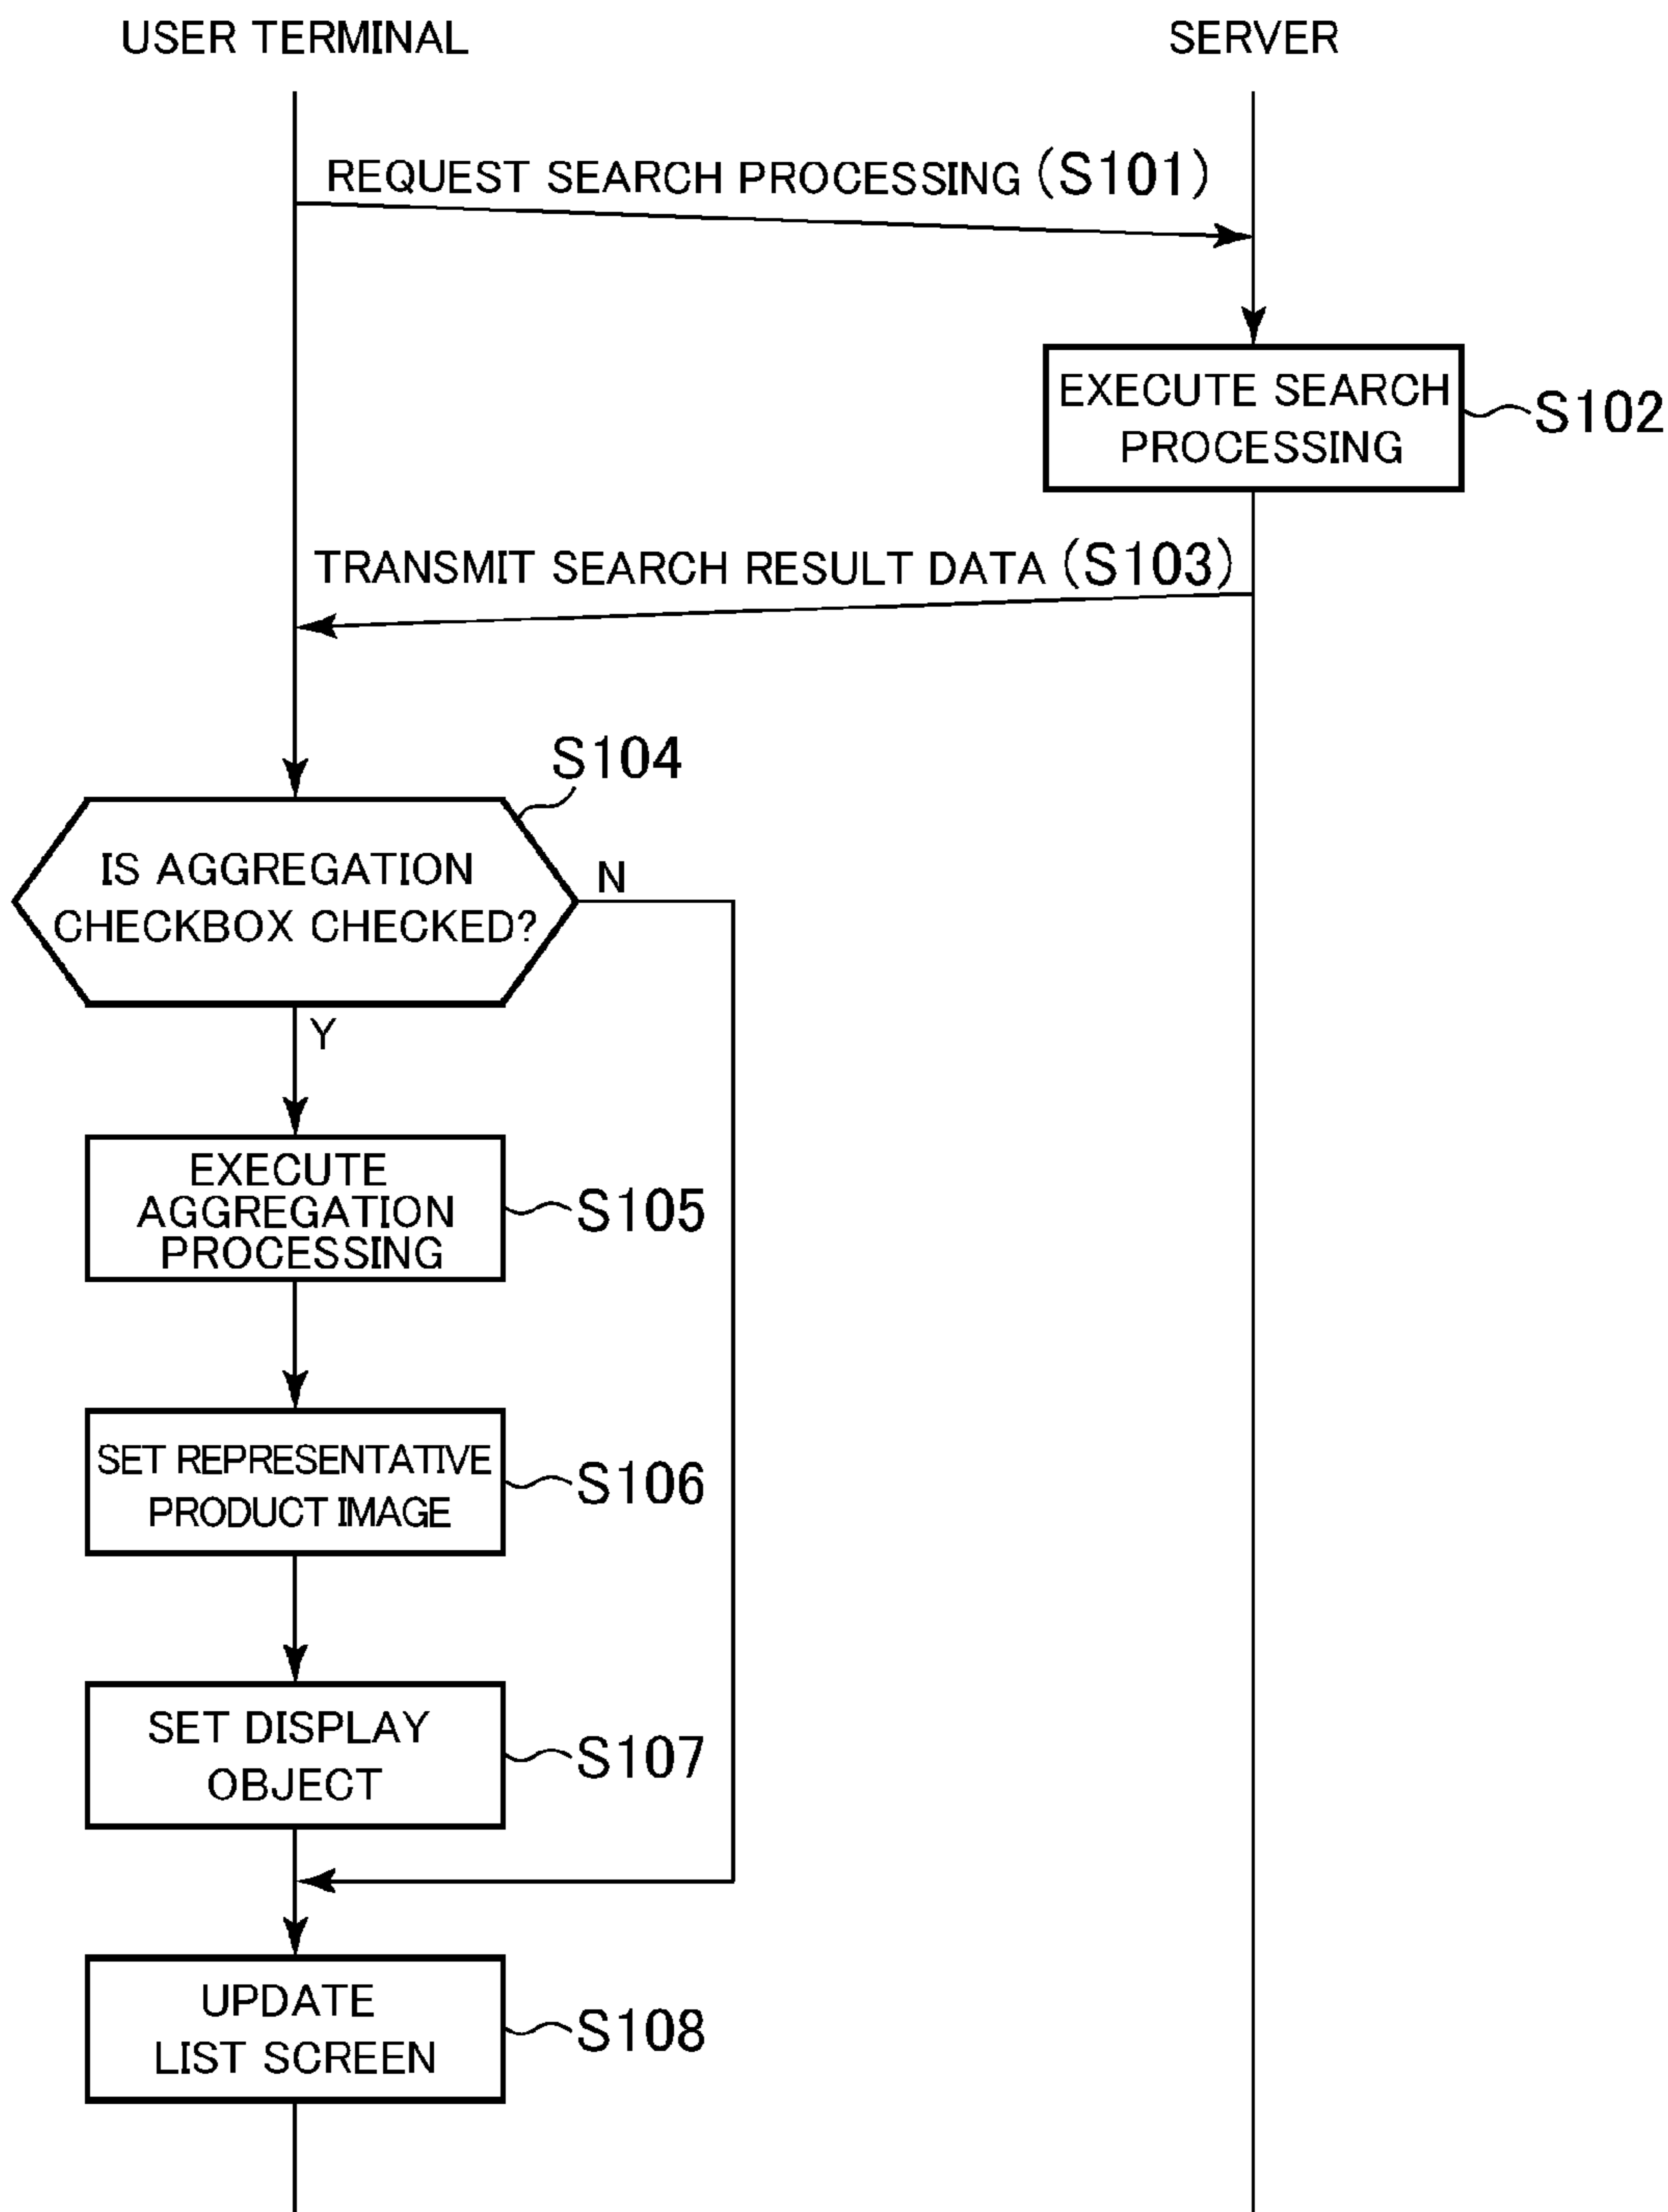 USER TERMINAL
SERVER
REQUEST SEARCH PROCESSING (S101)
EXECUTE SEARCH
PROCESSING
S102
TRANSMIT SEARCH RESULT DATA (S103)
S104
IS AGGREGATION
CHECKBOX CHECKED?
N
Y
EXECUTE
AGGREGATION
PROCESSING
S105
SET REPRESENTATIVE
PRODUCT IMAGE
S106
SET DISPLAY
OBJECT
S107
UPDATE
LIST SCREEN
S108